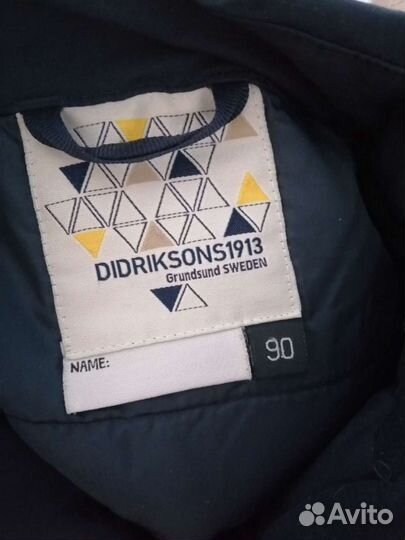 DIDRIKSONS1913
Grundsund SWEDEN
NAME:
90
Avito